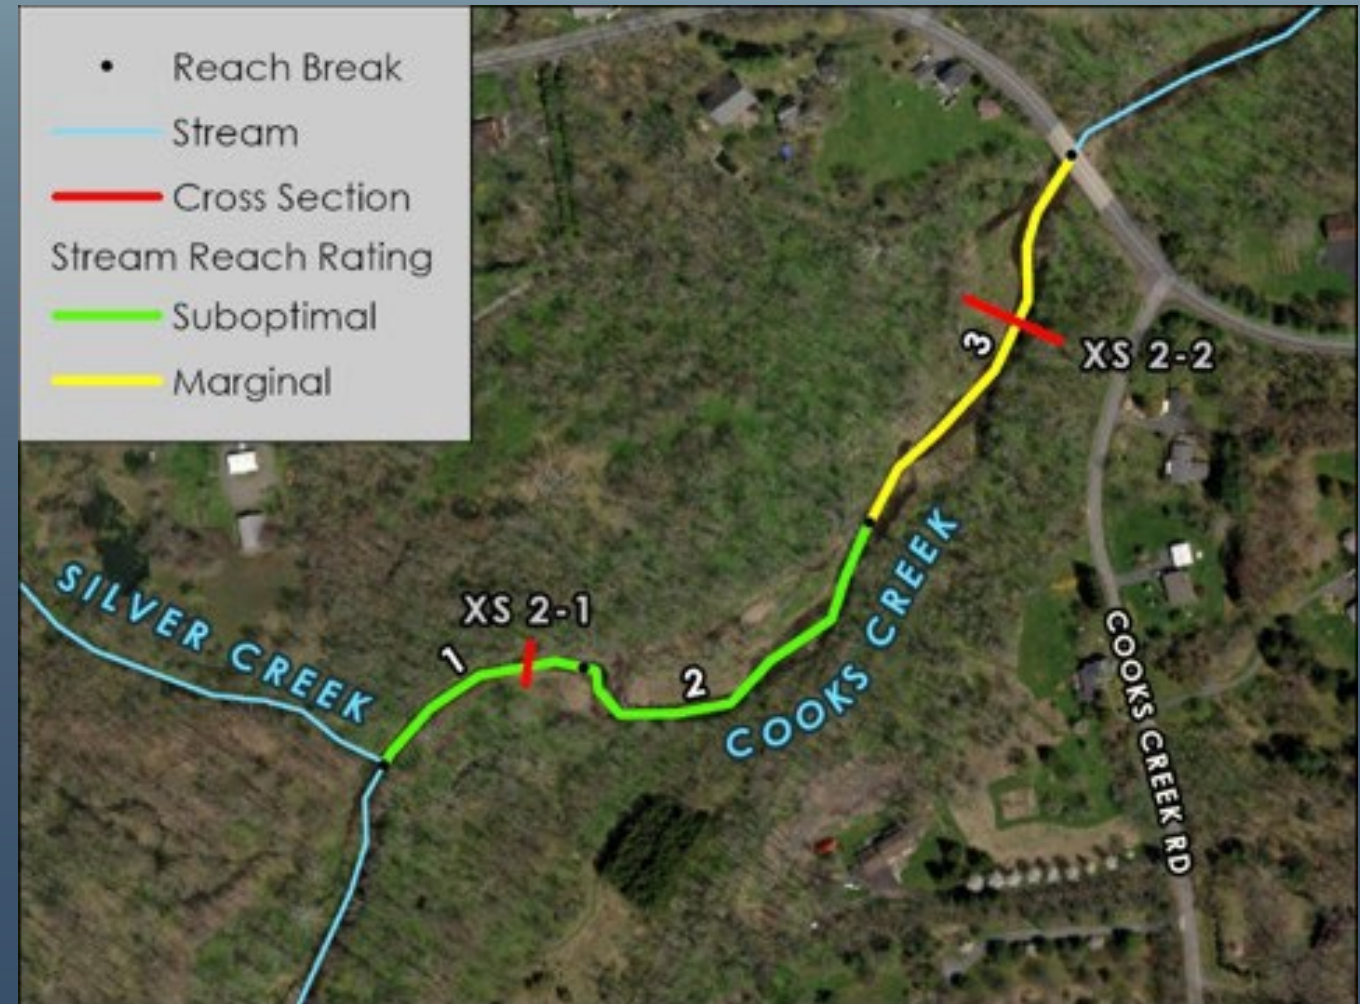 Reach Break
Stream
Cross Section
Stream Reach Rating
Suboptimal
Marginal
3
XS 2-2
SILVER CREEK
XS 2-1
1
2
COOKS CREEK
COOKS CREEK RD